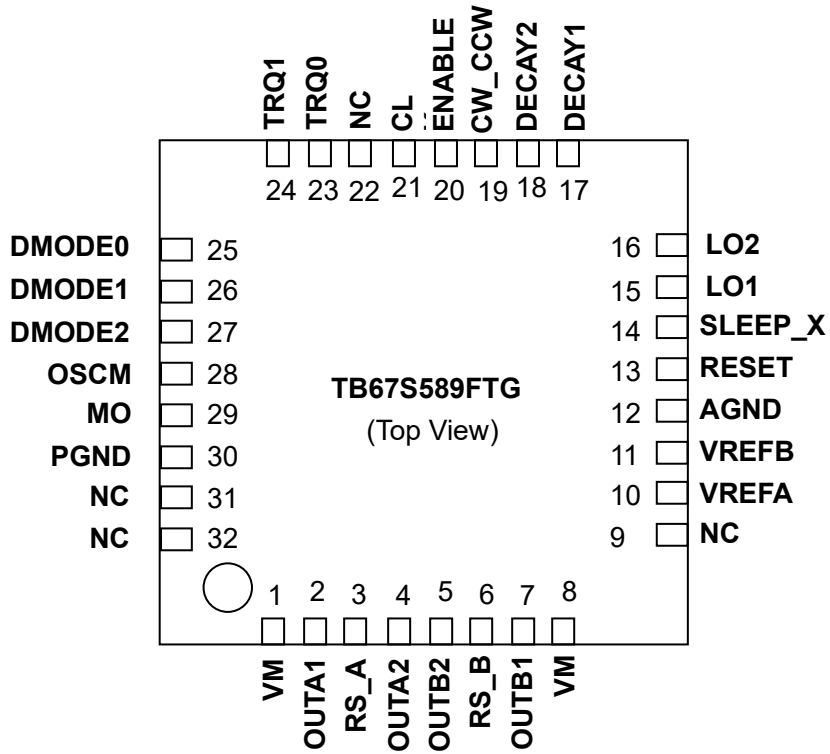 TRQ1
TRQ0
NC
CL
ENABLE
CW_CCW
DECAY2
DECAY1
24
23
22
21
20
19
18
17
DMODE0 25
DMODE1 26
DMODE2 27
OSCM 28
MO 29
PGND 30
NC 31
NC 32
TB67S589FTG
(Top View)
16 LO2
15 LO1
14 SLEEP_X
13 RESET
12 AGND
11 VREFB
10 VREFA
9 NC
1
2
3
4
5
6
7
8
VM
OUTA1
RS_A
OUTA2
OUTB2
RS_B
OUTB1
VM